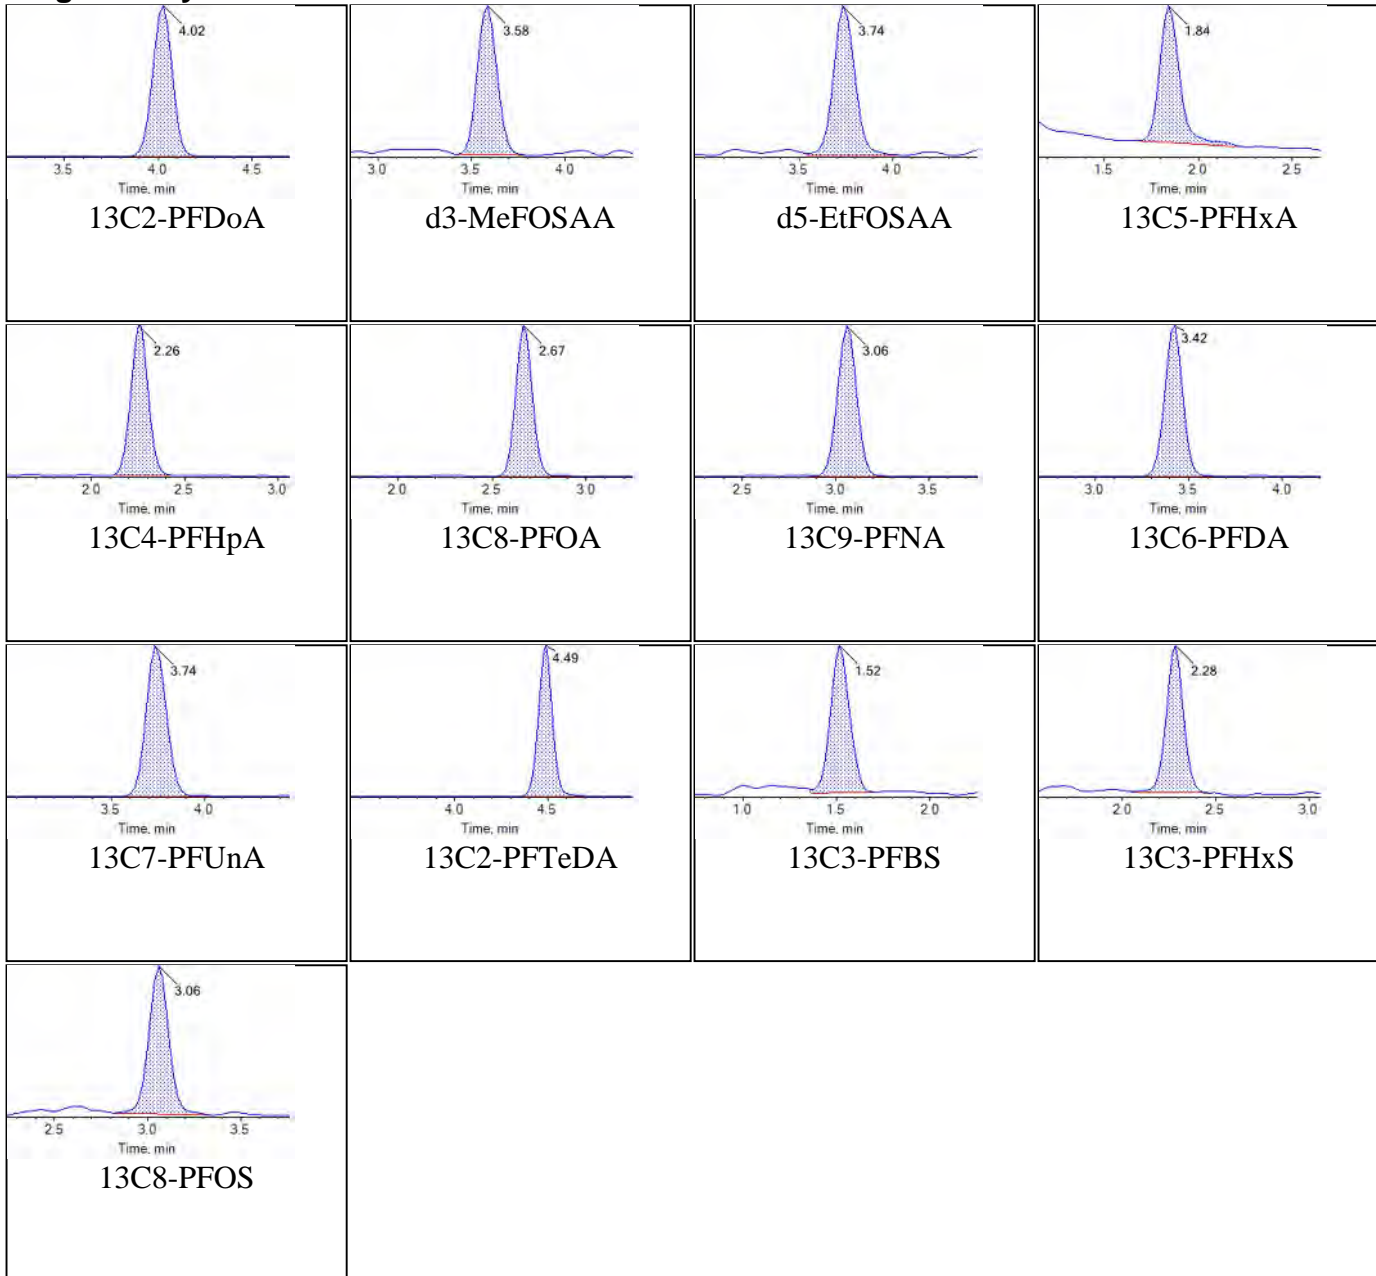 4.02 3.58 3.74 1.84
3.5 4.0 4.5 3.0 3.5 4.0 3.5 4.0 1.5 2.0 2.5
Time, min Time, min Time, min Time, min
13C2-PFDoA d3-MeFOSAA d5-EtFOSAA 13C5-PFHxA
2.26 2.67 3.06 3.42
2.0 2.5 3.0 2.0 2.5 3.0 2.5 3.0 3.5 3.0 3.5 4.0
Time, min Time, min Time, min Time, min
13C4-PFHpA 13C8-PFOA 13C9-PFNA 13C6-PFDA
3.74 4.49 1.52 2.28
3.5 4.0 4.0 4.5 1.0 1.5 2.0 2.0 2.5 3.0
Time, min Time, min Time, min Time, min
13C7-PFUnA 13C2-PFTeDA 13C3-PFBS 13C3-PFHxS
3.06
2.5 3.0 3.5
Time, min
13C8-PFOS